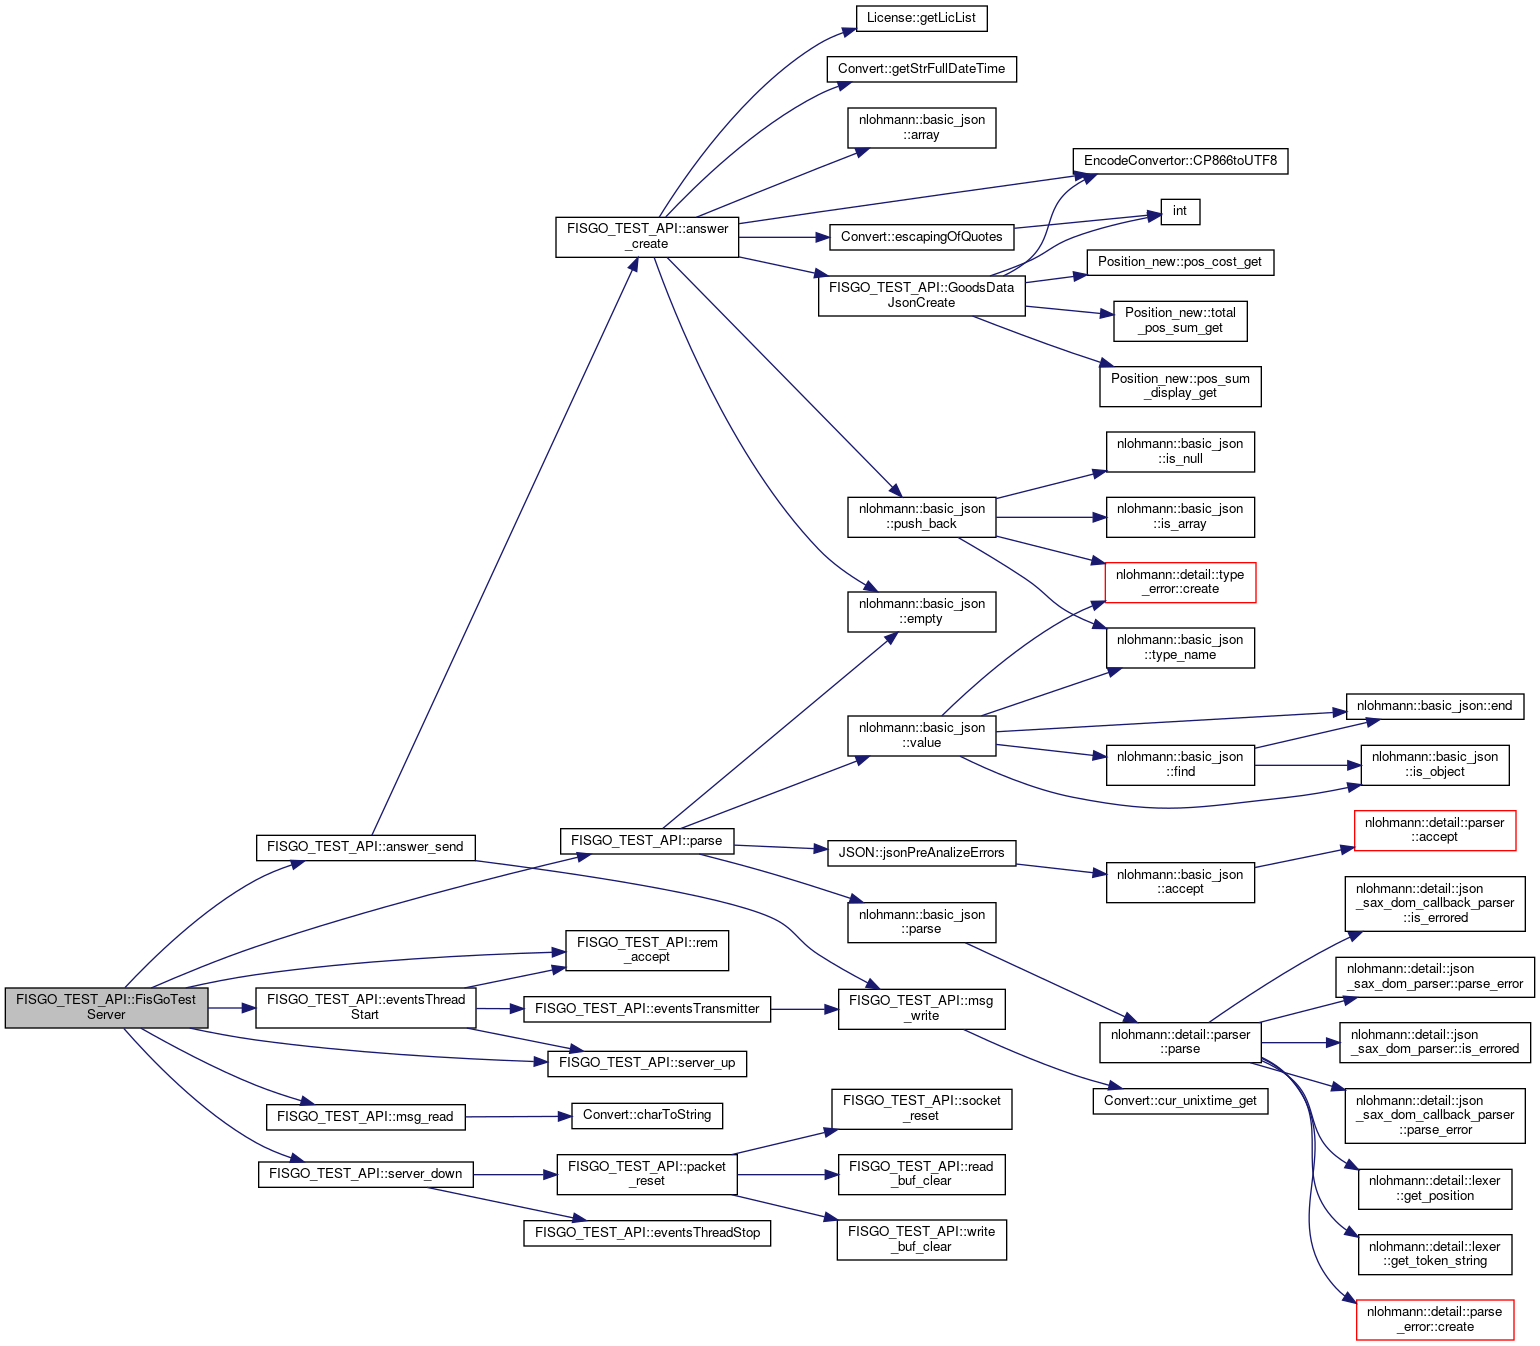 License::getLicList
Convert::getStrFullDateTime
nlohmann::basic_json
::array
EncodeConvertor::CP866toUTF8
int
FISGO_TEST_API::answer
_create
Convert::escapingOfQuotes
Position_new::pos_cost_get
FISGO_TEST_API::GoodsData
JsonCreate
Position_new::total
_pos_sum_get
Position_new::pos_sum
_display_get
nlohmann::basic_json
::is_null
nlohmann::basic_json
::push_back
nlohmann::basic_json
::is_array
nlohmann::detail::type
_error::create
nlohmann::basic_json
::empty
nlohmann::basic_json
::type_name
nlohmann::basic_json::end
nlohmann::basic_json
::value
nlohmann::basic_json
::find
nlohmann::basic_json
::is_object
FISGO_TEST_API::answer_send
FISGO_TEST_API::parse
JSON::jsonPreAnalizeErrors
nlohmann::detail::parser
::accept
nlohmann::basic_json
::accept
nlohmann::basic_json
::parse
nlohmann::detail::json
_sax_dom_callback_parser
::is_errored
FISGO_TEST_API::rem
_accept
nlohmann::detail::json
_sax_dom_parser::parse_error
FISGO_TEST_API::FisGoTest
Server
FISGO_TEST_API::eventsThread
Start
FISGO_TEST_API::eventsTransmitter
FISGO_TEST_API::msg
_write
nlohmann::detail::parser
::parse
nlohmann::detail::json
_sax_dom_parser::is_errored
FISGO_TEST_API::server_up
Convert::cur_unixtime_get
nlohmann::detail::json
_sax_dom_callback_parser
::parse_error
FISGO_TEST_API::msg_read
Convert::charToString
FISGO_TEST_API::socket
_reset
FISGO_TEST_API::server_down
FISGO_TEST_API::packet
_reset
FISGO_TEST_API::read
_buf_clear
nlohmann::detail::lexer
::get_position
FISGO_TEST_API::eventsThreadStop
FISGO_TEST_API::write
_buf_clear
nlohmann::detail::lexer
::get_token_string
nlohmann::detail::parse
_error::create